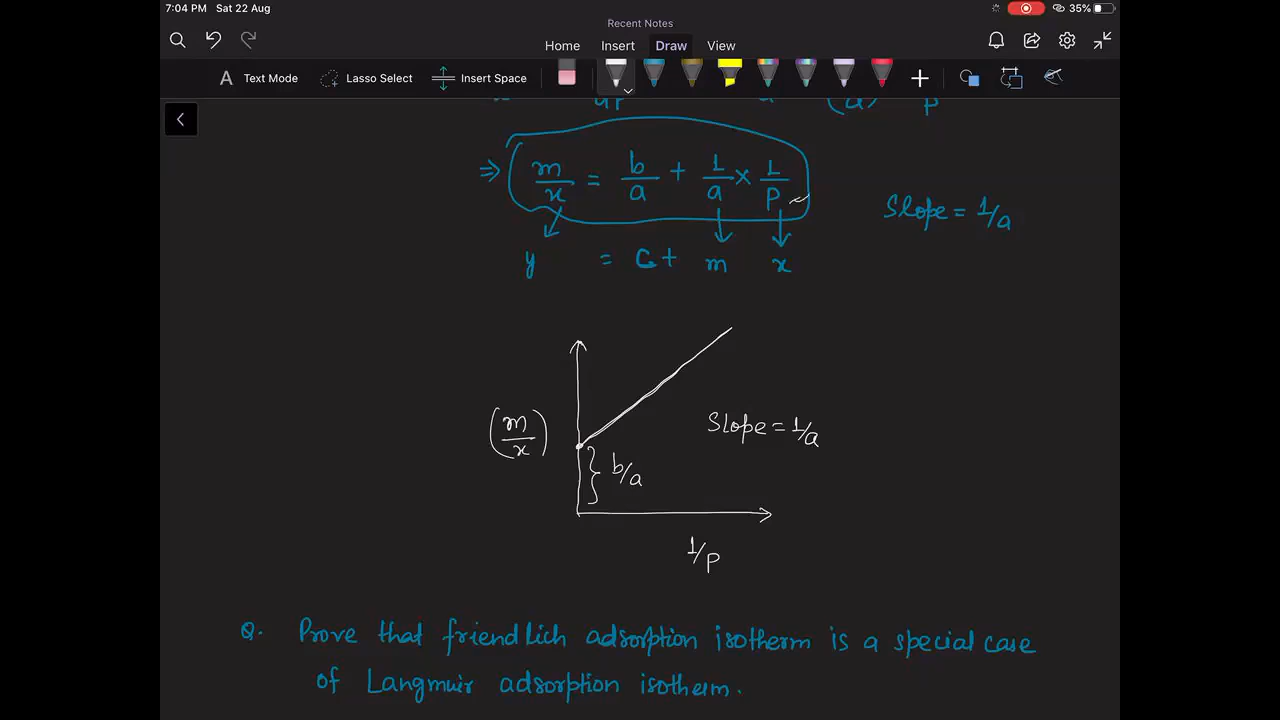 7:04 PM Sat 22 Aug
35%
Recent Notes
Home Insert Draw View
Text Mode Lasso Select Insert Space
⇒ m/x = b/a + 1/a × 1/P
Slope = 1/a
y = C + m x
(m/x)
Slope = 1/a
b/a
1/p
Q. Prove that friendlich adsorption isotherm is a special case
of Langmuir adsorption isotherm.